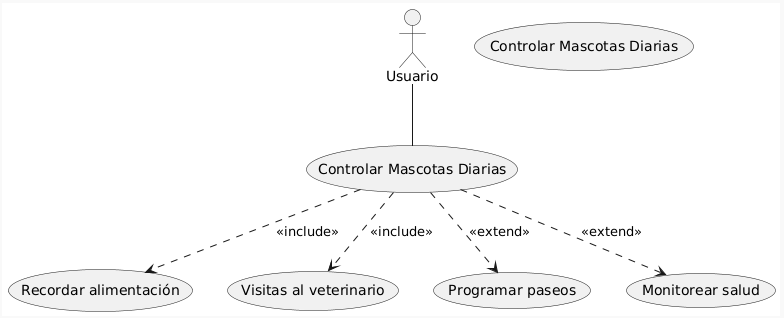 Controlar Mascotas Diarias
Usuario
Controlar Mascotas Diarias
«include»
«include»
«extend»
«extend»
Recordar alimentación
Visitas al veterinario
Programar paseos
Monitorear salud